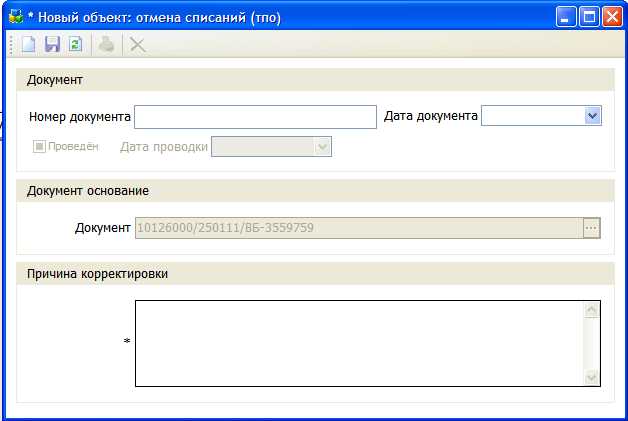 * Новый объект: отмена списаний (тпо)
Документ
Номер документа
Дата документа
Проведён
Дата проводки
Документ основание
Документ 10126000/250111/ВБ-3559759
...
Причина корректировки
*